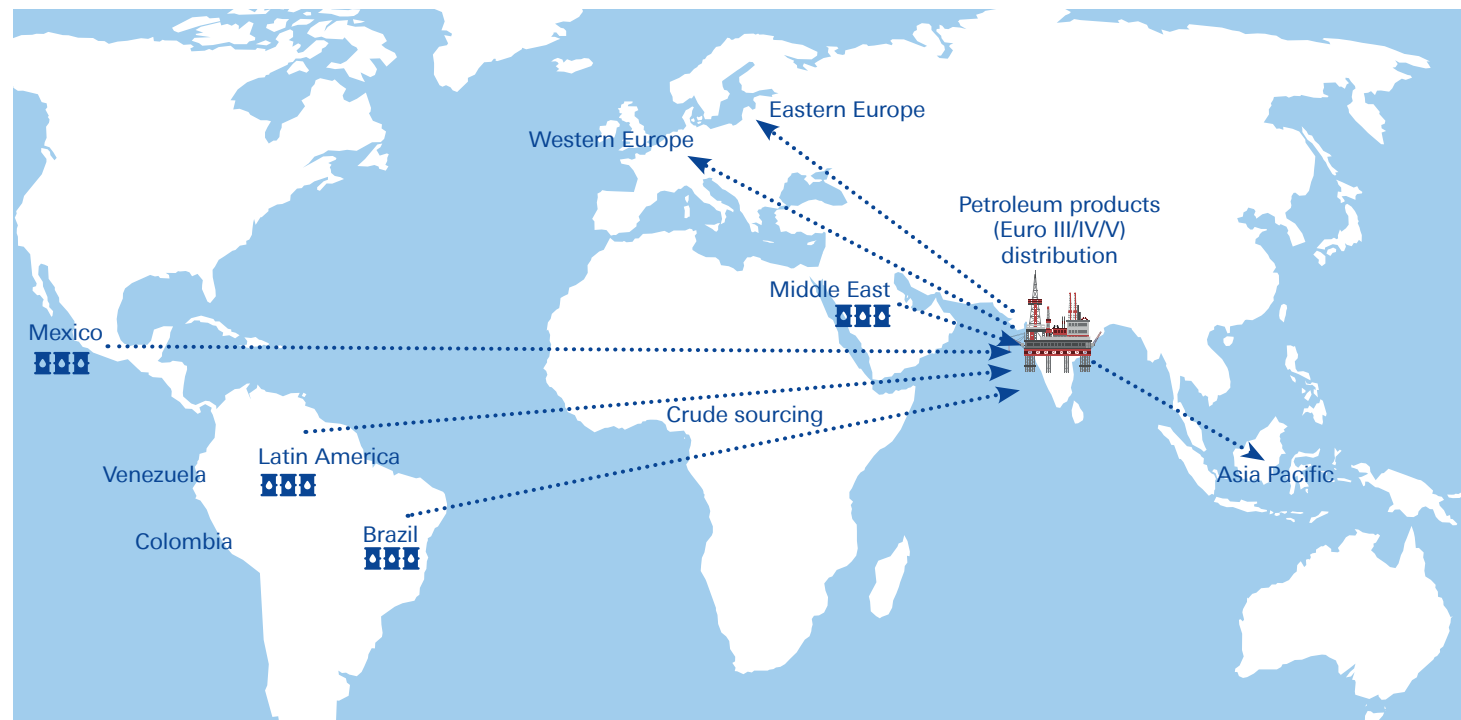 Eastern Europe
Western Europe
Petroleum products
(Euro III/IV/V)
distribution
Middle East
Mexico
Crude sourcing
Latin America
Venezuela
Asia Pacific
Brazil
Colombia